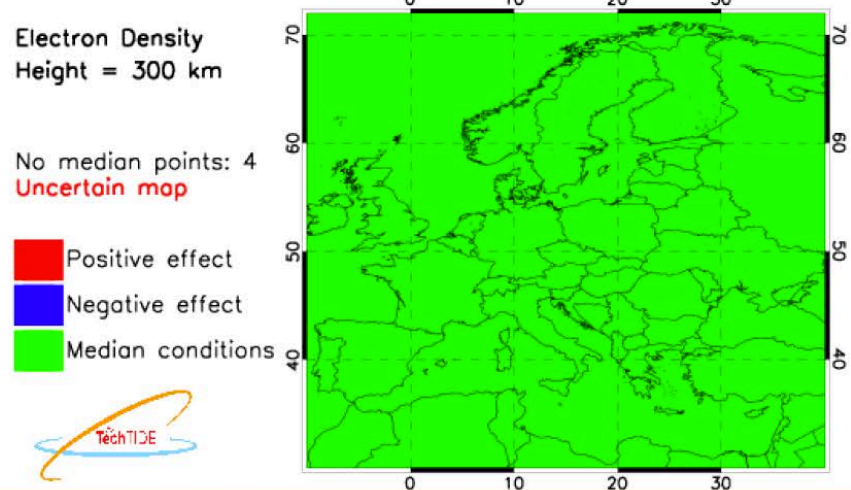 Electron Density
Height = 300 km
No median points: 4
Uncertain map
Positive effect
Negative effect
Median conditions
TechTIDE
0 10 20 30
70 70
60 60
50 50
40 40
0 10 20 30